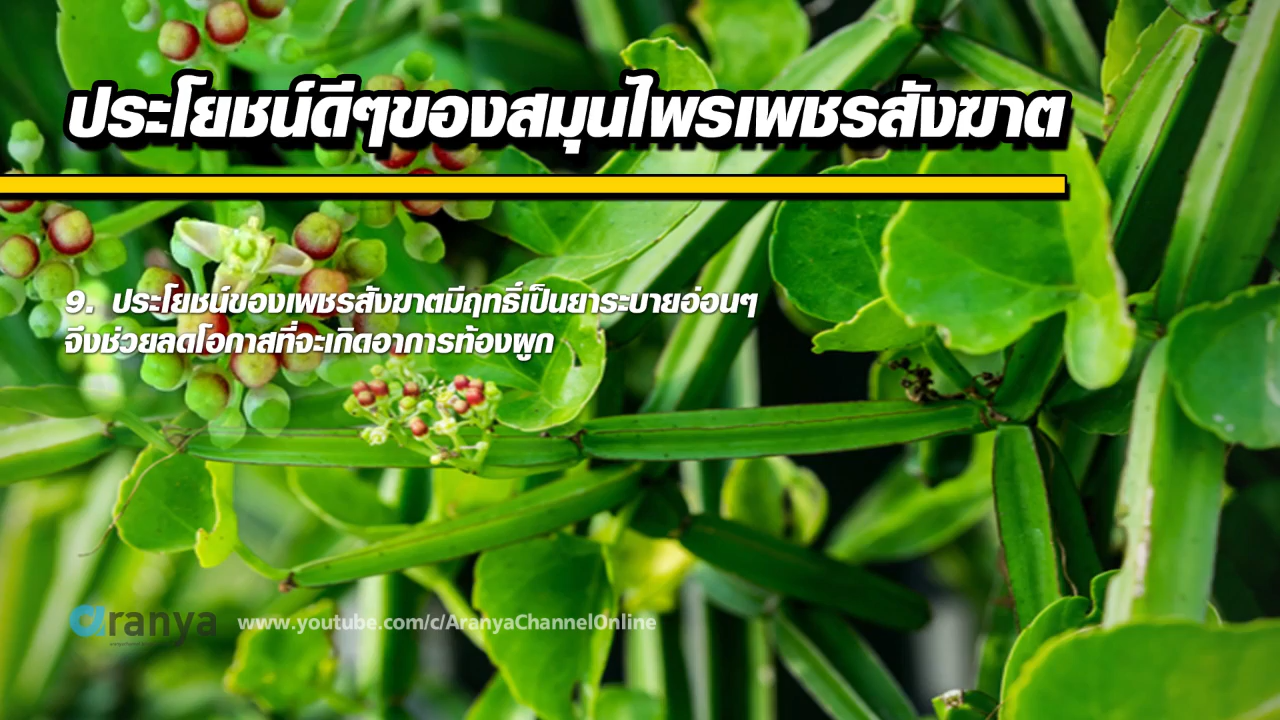 ประโยชน์ดีๆของสมุนไพรเพชรสังฆาต
9. ประโยชน์ของเพชรสังฆาตมีฤทธิ์เป็นยาระบายอ่อนๆ
จึงช่วยลดโอกาสที่จะเกิดอาการท้องผูก
aranya www.youtube.com/c/AranyaChannelOnline